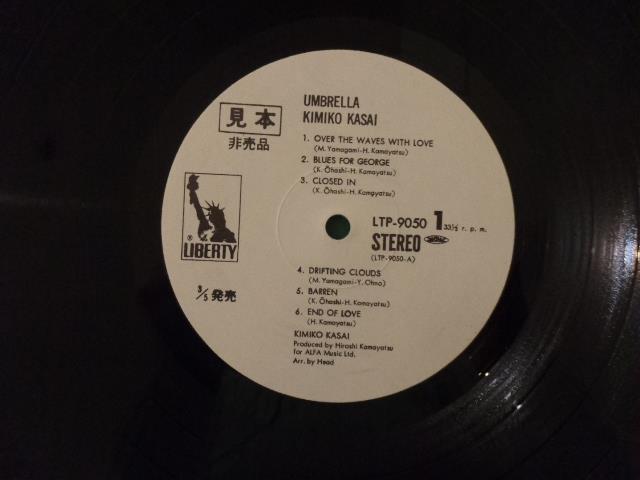 UMBRELLA
KIMIKO KASAI
見本
非売品
1. OVER THE WAVES WITH LOVE
(M. Yamagami-H. Kamayatsu)
2. BLUES FOR GEORGE
(K. Ōhashi-H. Kamayatsu)
3. CLOSED IN
(K. Ōhashi-H. Kamayatsu)
® LIBERTY
LTP-9050 1 33⅓ r. p. m.
STEREO
(LTP-9050-A)
3/5 発売
4. DRIFTING CLOUDS
(M. Yamagami-Y. Ohno)
5. BARREN
(K. Ōhashi-H. Kamayatsu)
6. END OF LOVE
(H. Kamayatsu)
KIMIKO KASAI
Produced by Hiroshi Kamayatsu
for ALFA Music Ltd.
Arr. by Head